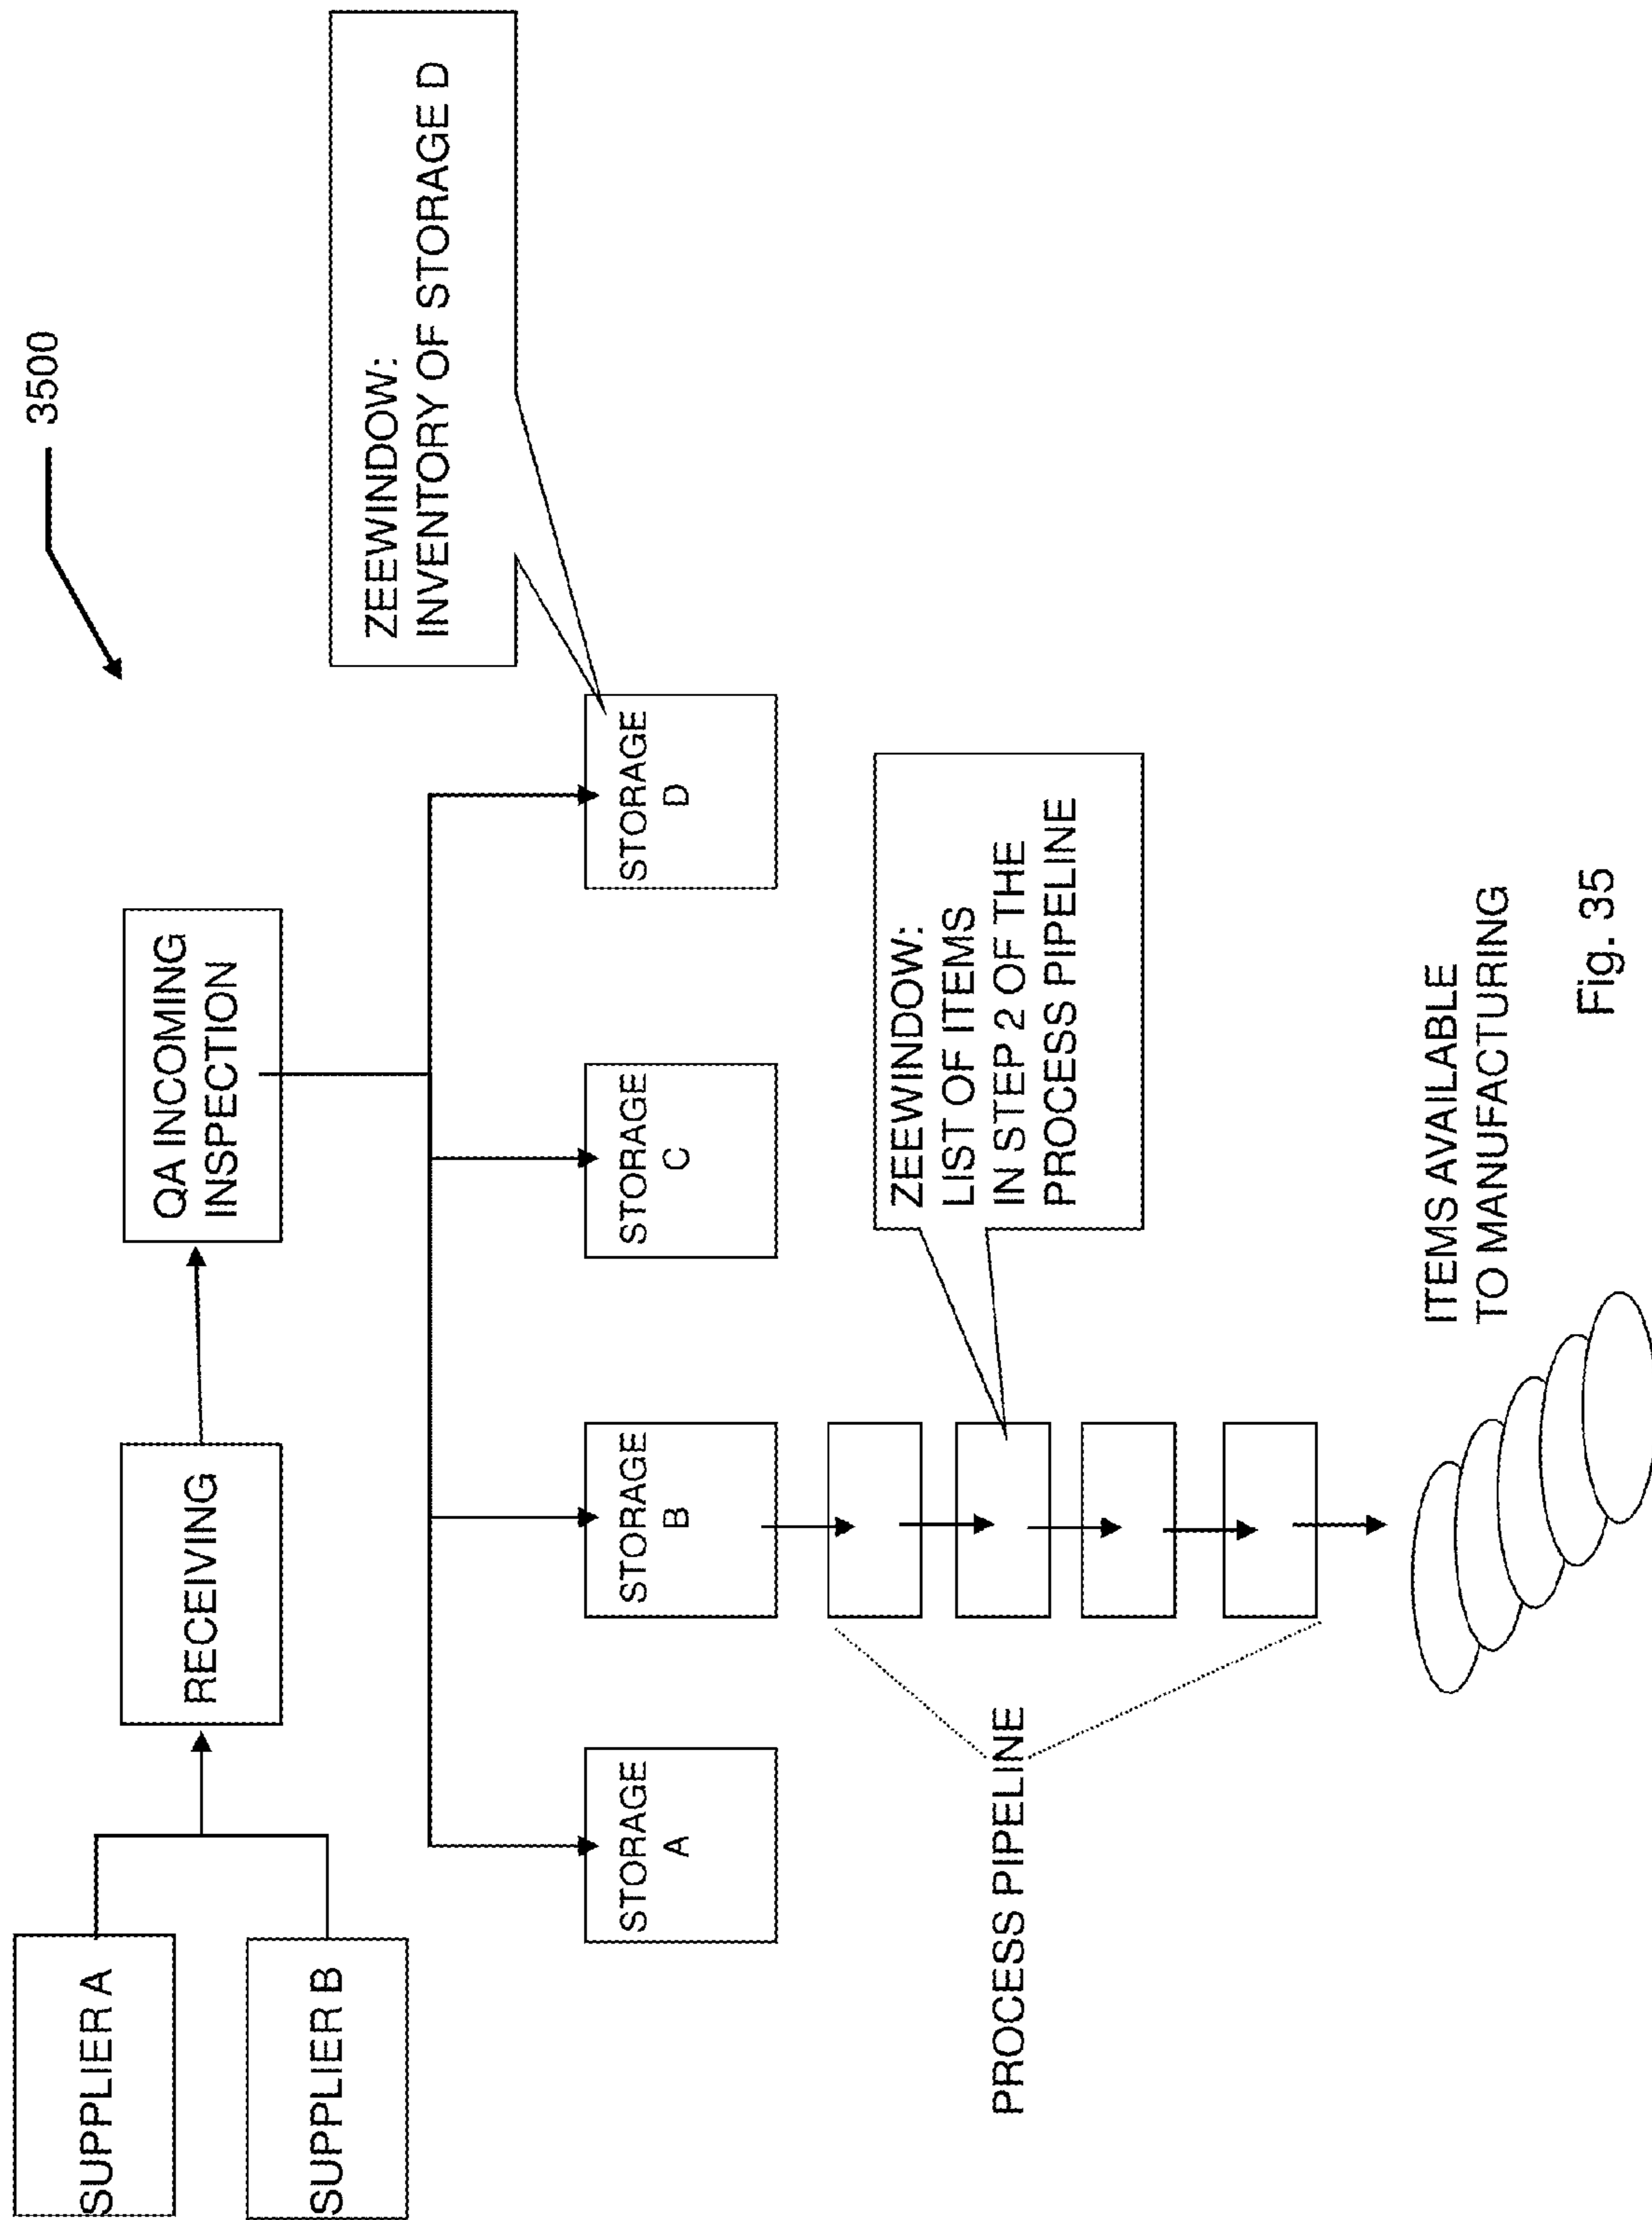 3500
SUPPLIER A
SUPPLIER B
RECEIVING
QA INCOMING
INSPECTION
ZEEWINDOW:
INVENTORY OF STORAGE D
STORAGE
A
STORAGE
B
STORAGE
C
STORAGE
D
ZEEWINDOW:
LIST OF ITEMS
IN STEP 2 OF THE
PROCESS PIPELINE
PROCESS PIPELINE
ITEMS AVAILABLE
TO MANUFACTURING
Fig. 35